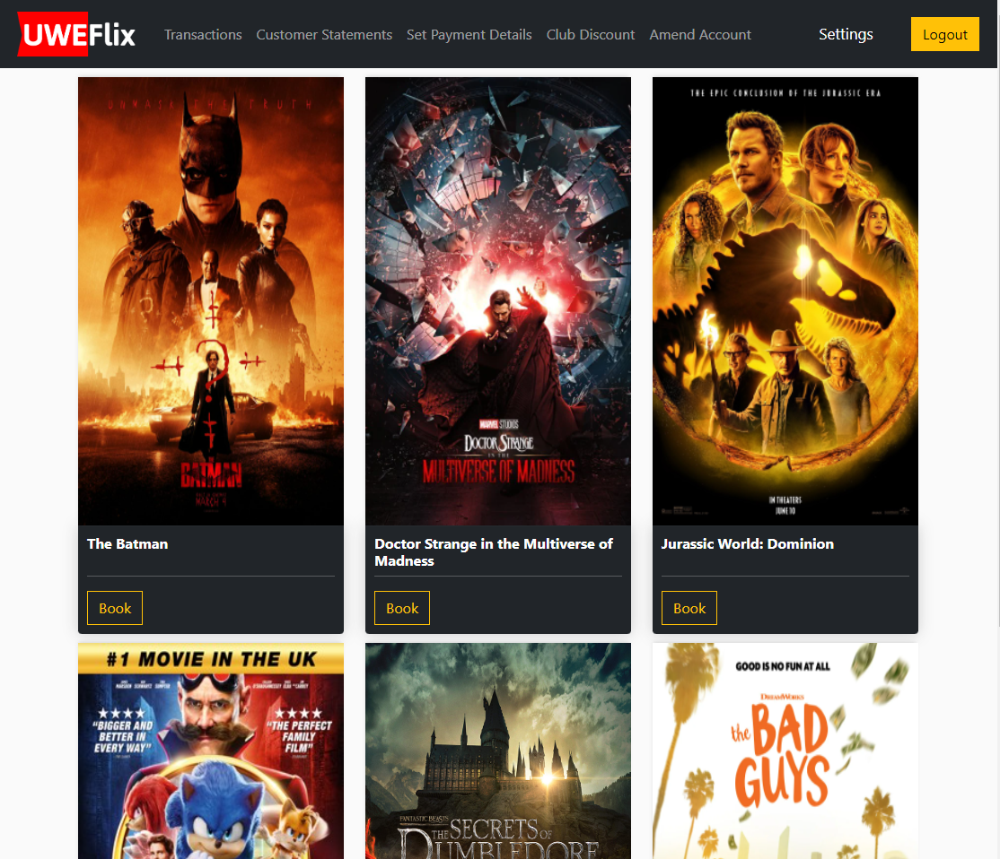 UWEFlix
Transactions Customer Statements Set Payment Details Club Discount Amend Account Settings Logout
UNMASK THE TRUTH
THE BATMAN
MARCH 4
MARVEL STUDIOS
DOCTOR STRANGE
IN THE
MULTIVERSE OF MADNESS
THE EPIC CONCLUSION OF THE JURASSIC ERA
IN THEATERS
JUNE 10
The Batman
Book
Doctor Strange in the Multiverse of
Madness
Book
Jurassic World: Dominion
Book
#1 MOVIE IN THE UK
"BIGGER AND
BETTER IN
EVERY WAY"
"THE PERFECT
FAMILY
FILM"
FANTASTIC BEASTS
THE SECRETS OF
DUMBLEDORE
GOOD IS NO FUN AT ALL
DREAMWORKS
the BAD
GUYS